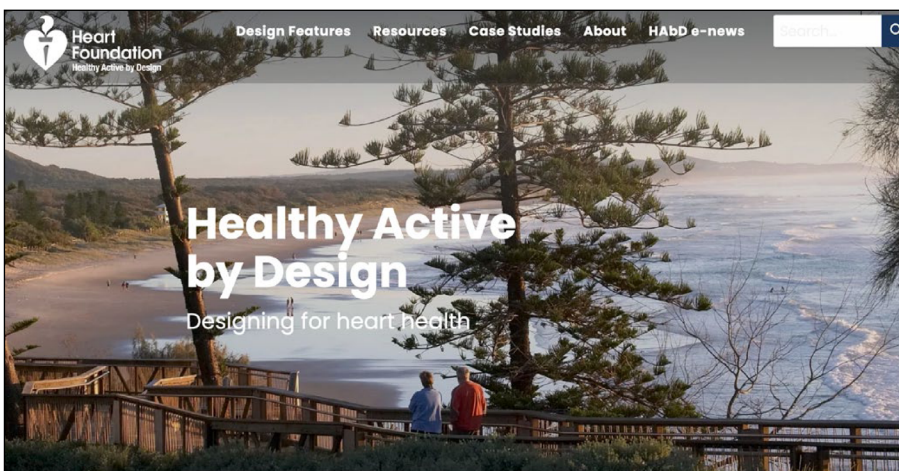 Heart
Foundation
Healthy Active by Design
Design Features Resources Case Studies About HAbD e-news
Search...
Healthy Active
by Design
Designing for heart health